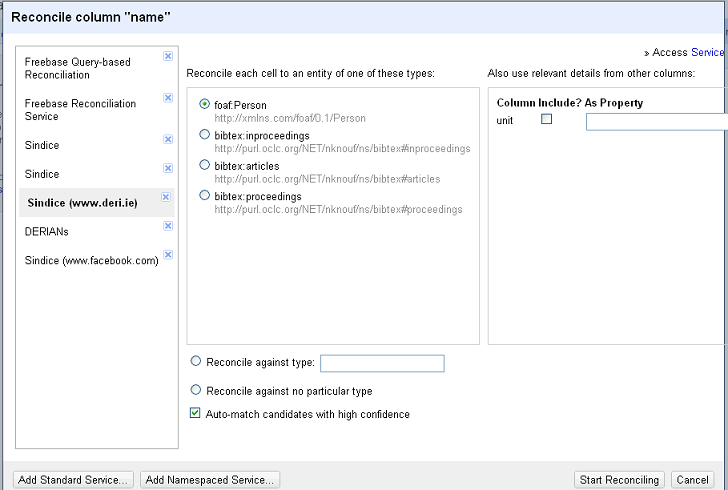 Reconcile column "name"
» Access Service
Freebase Query-based
Reconciliation
Freebase Reconciliation
Service
Sindice
Sindice
Sindice (www.deri.ie)
DERIANs
Sindice (www.facebook.com)
Reconcile each cell to an entity of one of these types:
foaf:Person
http://xmlns.com/foaf/0.1/Person
bibtex:inproceedings
http://purl.oclc.org/NET/nknouf/ns/bibtex#inproceedings
bibtex:articles
http://purl.oclc.org/NET/nknouf/ns/bibtex#articles
bibtex:proceedings
http://purl.oclc.org/NET/nknouf/ns/bibtex#proceedings
Also use relevant details from other columns:
Column Include? As Property
unit
Reconcile against type:
Reconcile against no particular type
Auto-match candidates with high confidence
Add Standard Service... Add Namespaced Service... Start Reconciling Cancel